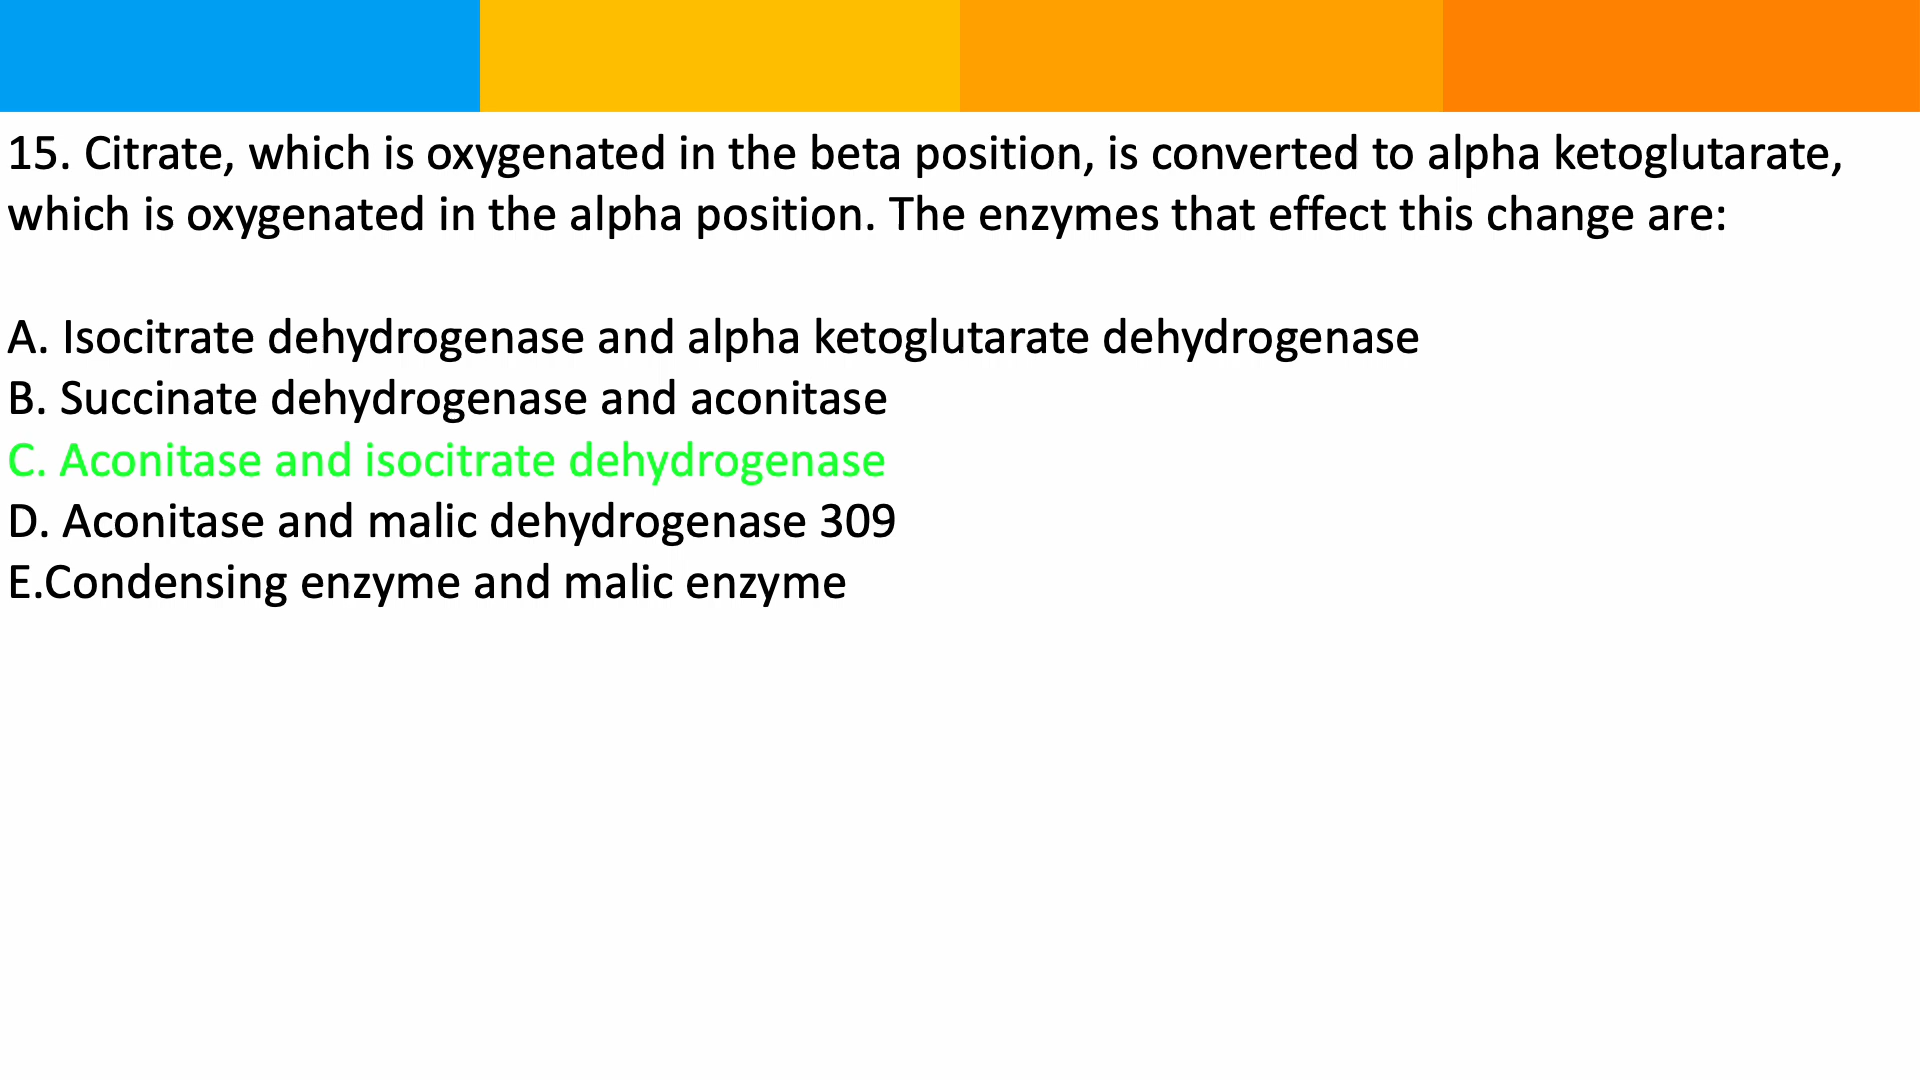 15. Citrate, which is oxygenated in the beta position, is converted to alpha ketoglutarate,
which is oxygenated in the alpha position. The enzymes that effect this change are:
A. Isocitrate dehydrogenase and alpha ketoglutarate dehydrogenase
B. Succinate dehydrogenase and aconitase
C. Aconitase and isocitrate dehydrogenase
D. Aconitase and malic dehydrogenase 309
E.Condensing enzyme and malic enzyme